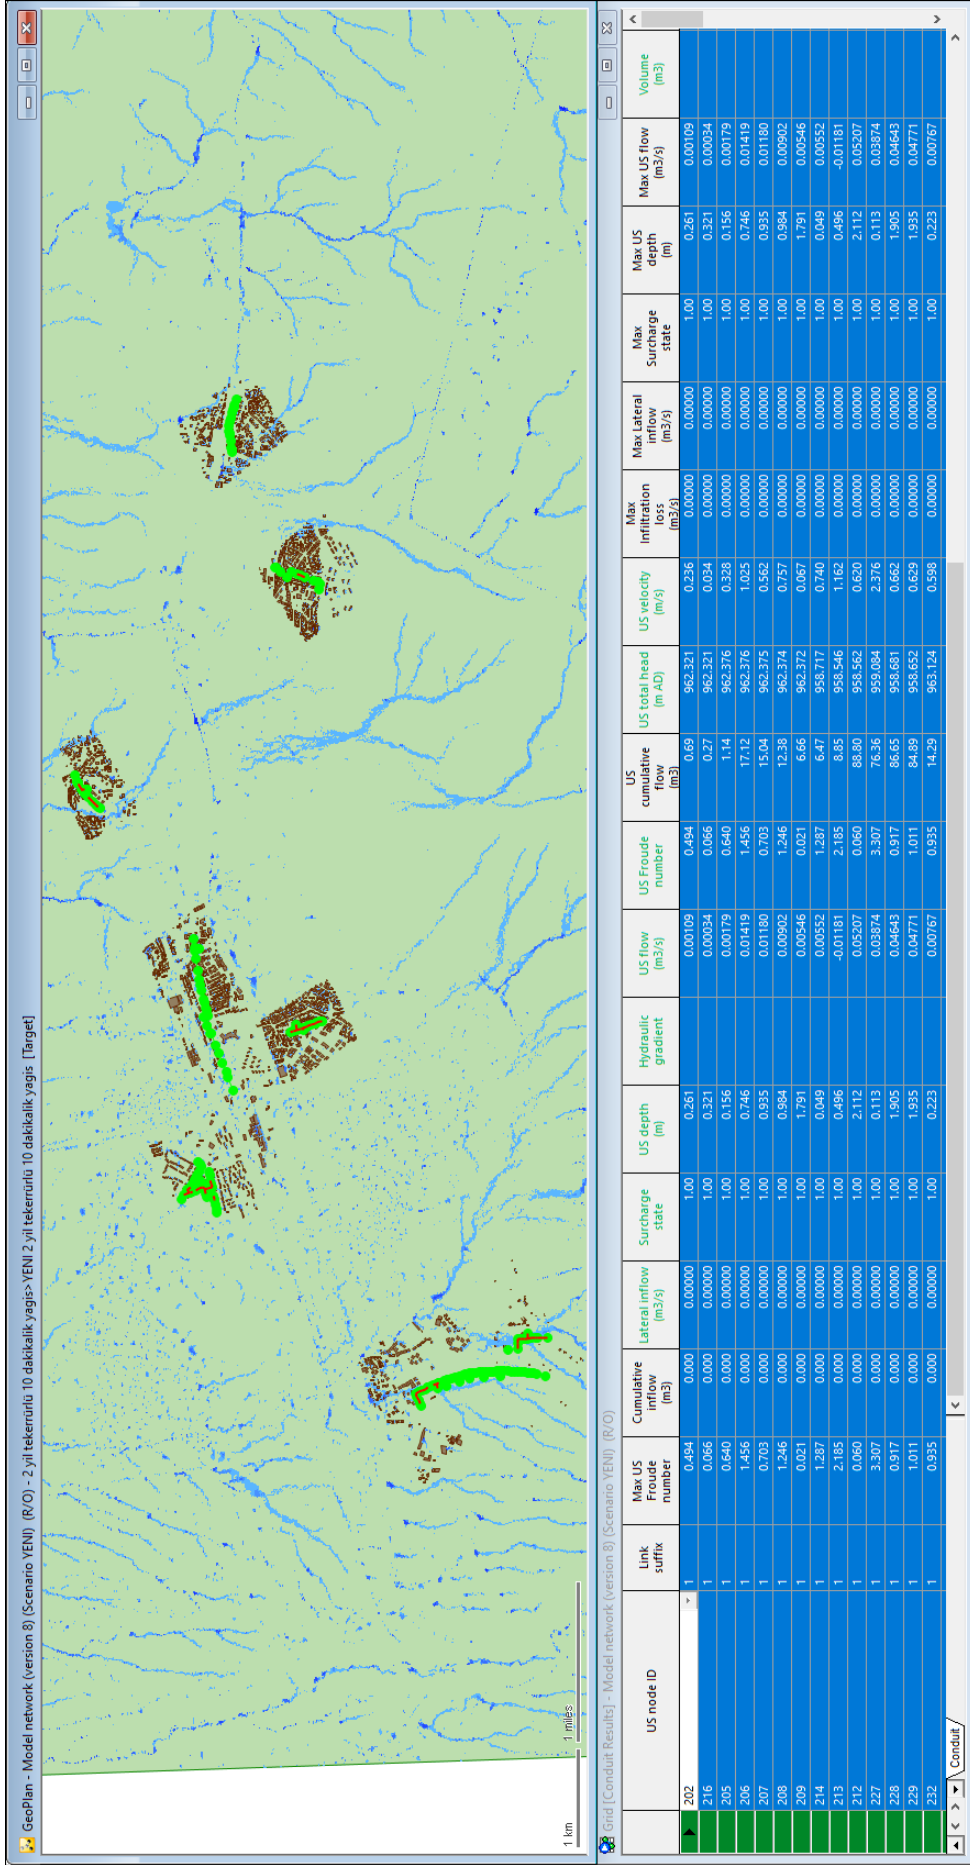 GeoPlan - Model network (version 8) (Scenario YENI) (R/O) - 2 yil tekerrürlü 10 dakikalik yagis>YENI 2 yil tekerrürlü 10 dakikalik yagis [Target]
1 km 1 miles
Grid [Conduit Results] - Model network (version 8) (Scenario YENI) (R/O)
US node ID | Link suffix | Max US Froude number | Cumulative inflow (m3) | Lateral inflow (m3/s) | Surcharge state | US depth (m) | Hydraulic gradient | US flow (m3/s) | US Froude number | US cumulative flow (m3) | US total head (m AD) | US velocity (m/s) | Max Infiltration loss (m3/s) | Max Lateral inflow (m3/s) | Max Surcharge state | Max US depth (m) | Max US flow (m3/s) | Volume (m3)
202 1 0.494 0.000 0.00000 1.00 0.261 0.00109 0.494 0.69 962.321 0.236 0.00000 0.00000 1.00 0.261 0.00109
216 1 0.066 0.000 0.00000 1.00 0.321 0.00034 0.066 0.27 962.321 0.034 0.00000 0.00000 1.00 0.321 0.00034
205 1 0.640 0.000 0.00000 1.00 0.156 0.00179 0.640 1.14 962.376 0.328 0.00000 0.00000 1.00 0.156 0.00179
206 1 1.456 0.000 0.00000 1.00 0.746 0.01419 1.456 17.12 962.376 1.025 0.00000 0.00000 1.00 0.746 0.01419
207 1 0.703 0.000 0.00000 1.00 0.935 0.01180 0.703 15.04 962.375 0.562 0.00000 0.00000 1.00 0.935 0.01180
208 1 1.246 0.000 0.00000 1.00 0.984 0.00902 1.246 12.38 962.374 0.757 0.00000 0.00000 1.00 0.984 0.00902
209 1 0.021 0.000 0.00000 1.00 1.791 0.00546 0.021 6.66 962.372 0.067 0.00000 0.00000 1.00 1.791 0.00546
214 1 1.287 0.000 0.00000 1.00 0.049 0.00552 1.287 6.47 958.717 0.740 0.00000 0.00000 1.00 0.049 0.00552
213 1 2.185 0.000 0.00000 1.00 0.496 -0.01181 2.185 8.85 958.546 1.162 0.00000 0.00000 1.00 0.496 -0.01181
212 1 0.060 0.000 0.00000 1.00 2.112 0.05207 0.060 88.80 958.562 0.620 0.00000 0.00000 1.00 2.112 0.05207
227 1 3.307 0.000 0.00000 1.00 0.113 0.03874 3.307 76.36 959.084 2.376 0.00000 0.00000 1.00 0.113 0.03874
228 1 0.917 0.000 0.00000 1.00 1.905 0.04643 0.917 86.65 958.681 0.662 0.00000 0.00000 1.00 1.905 0.04643
229 1 1.011 0.000 0.00000 1.00 1.935 0.04771 1.011 84.89 958.652 0.629 0.00000 0.00000 1.00 1.935 0.04771
232 1 0.935 0.000 0.00000 1.00 0.223 0.00767 0.935 14.29 963.124 0.598 0.00000 0.00000 1.00 0.223 0.00767
Conduit